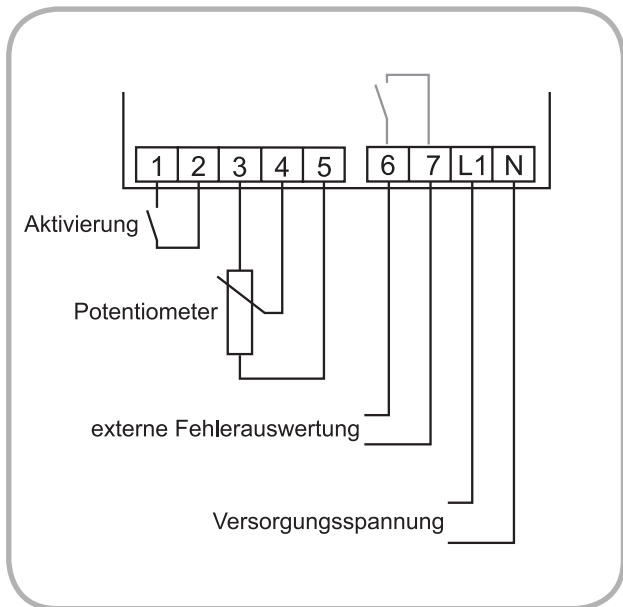 1 2 3 4 5 6 7 L1 N
Aktivierung
Potentiometer
externe Fehlerauswertung
Versorgungsspannung